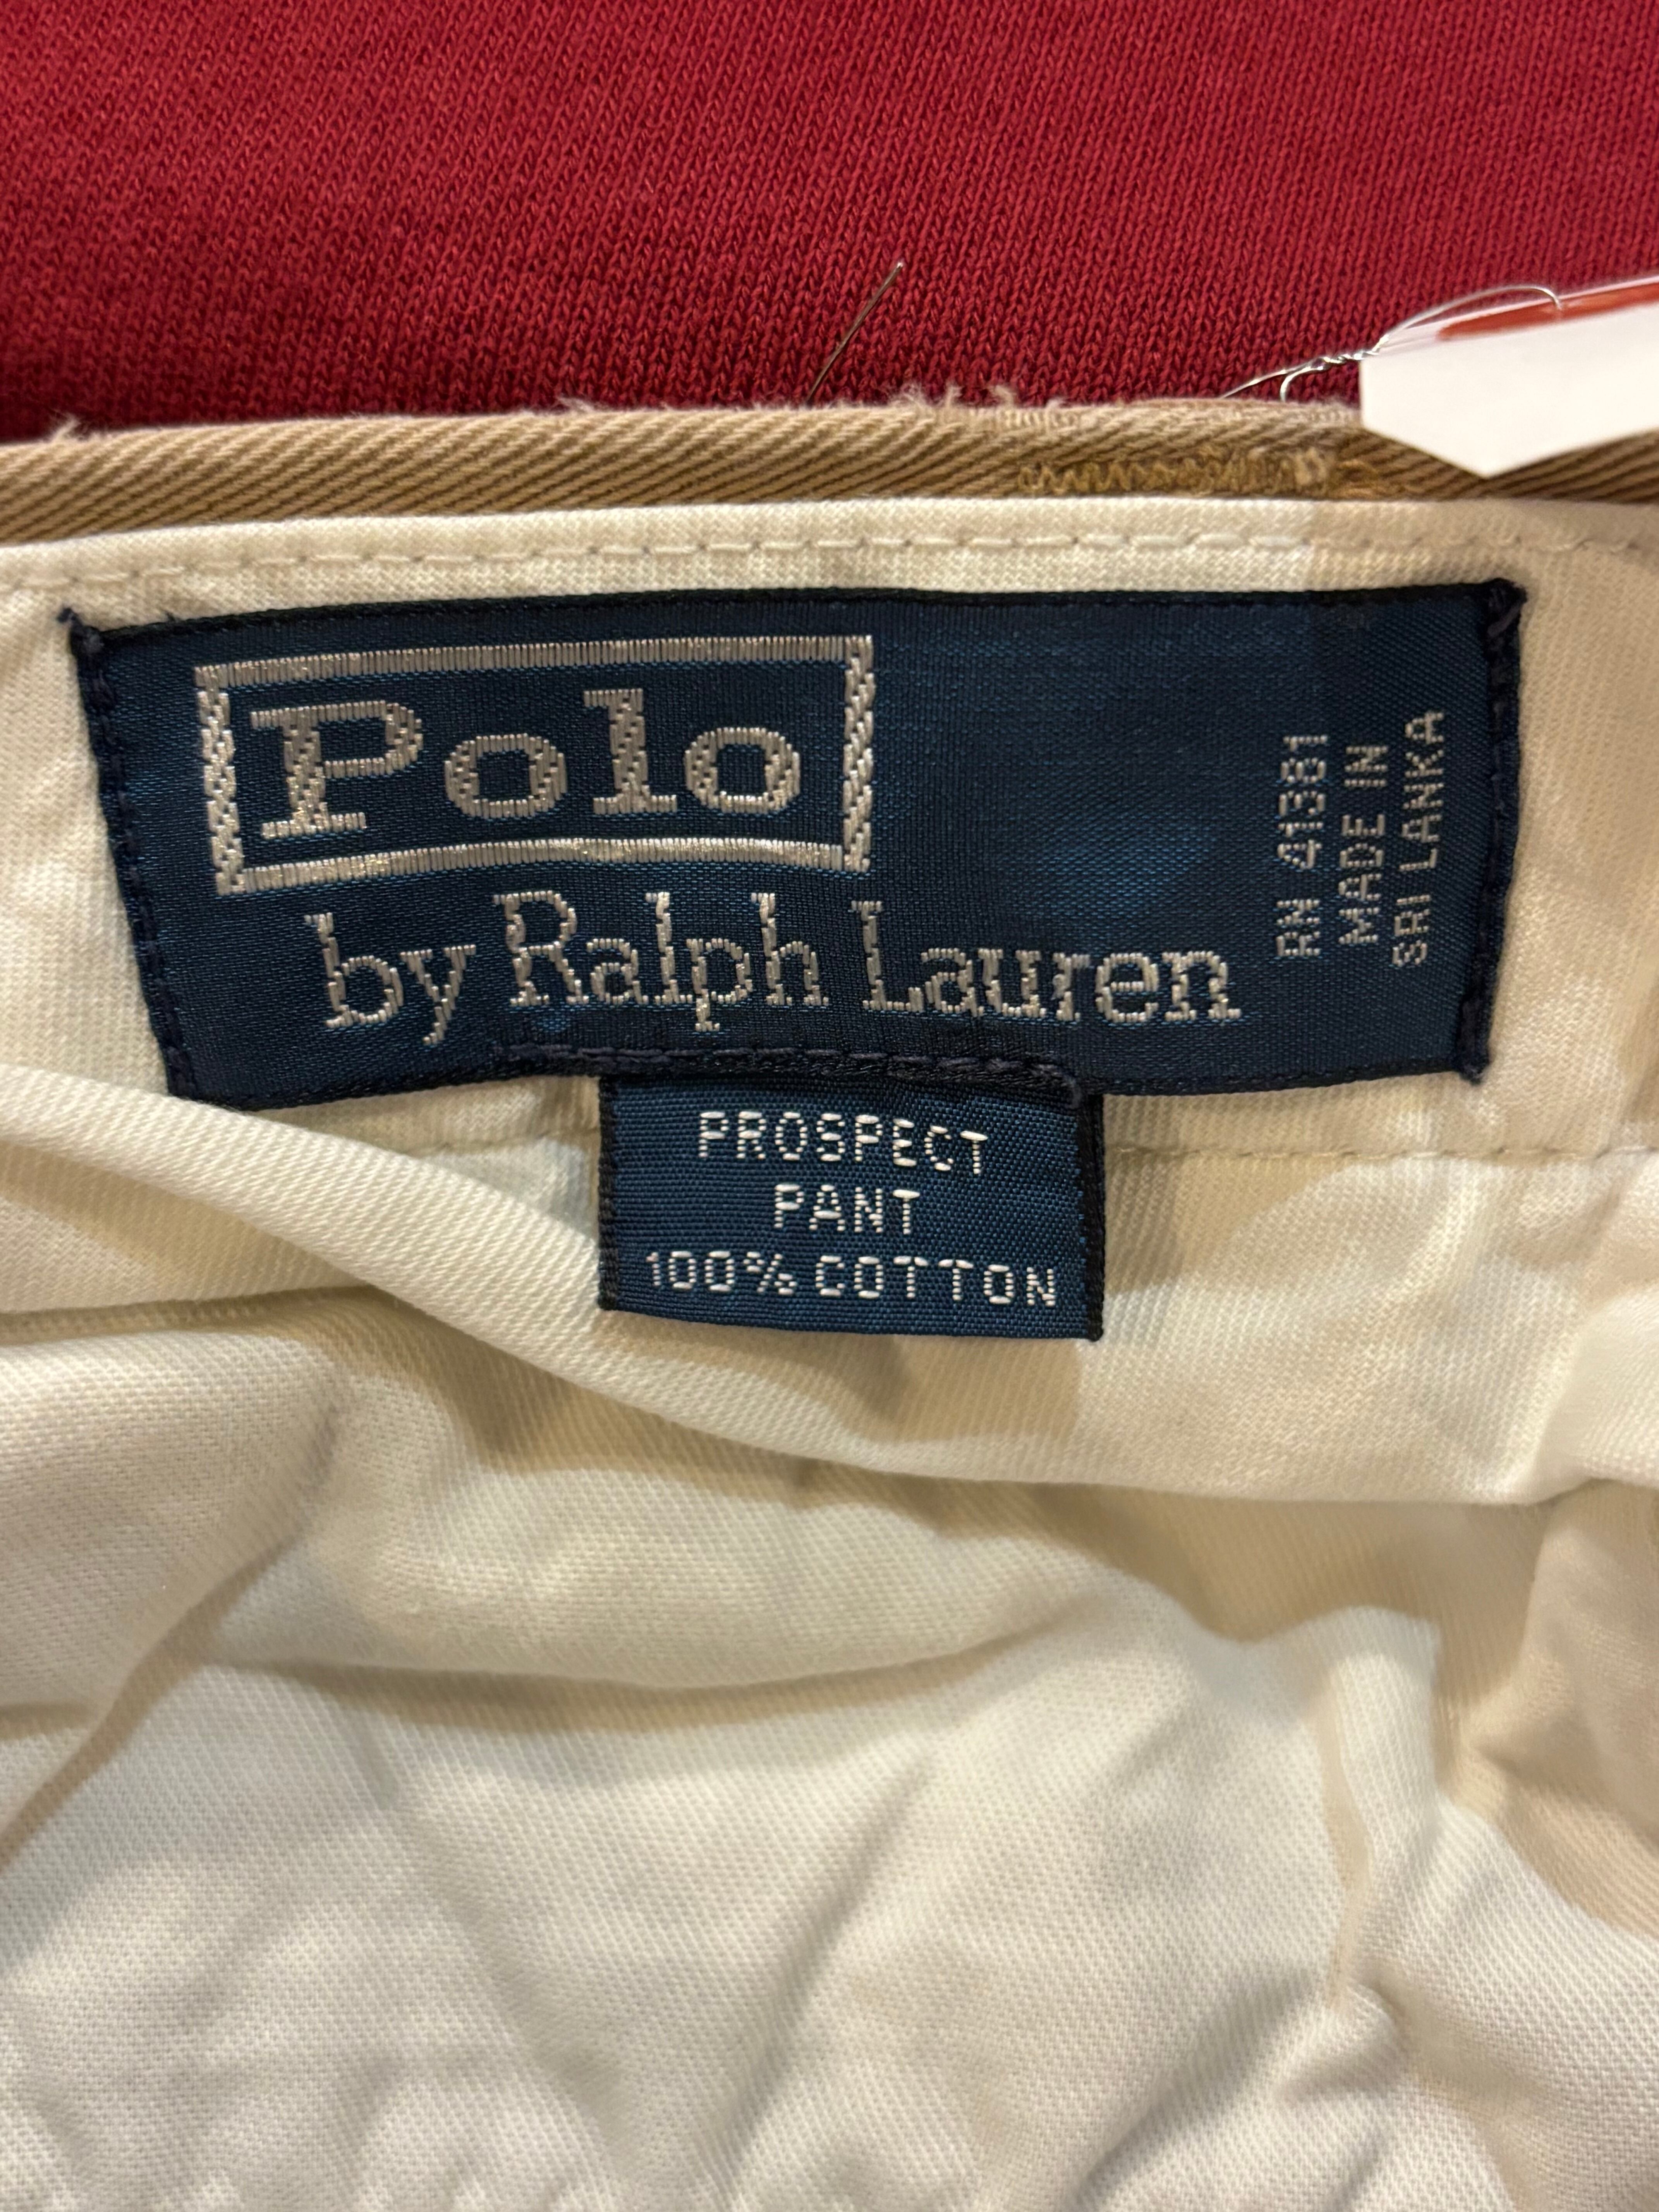 Polo
by Ralph Lauren
RN 41381
MADE IN
SRI LANKA
PROSPECT
PANT
100% COTTON